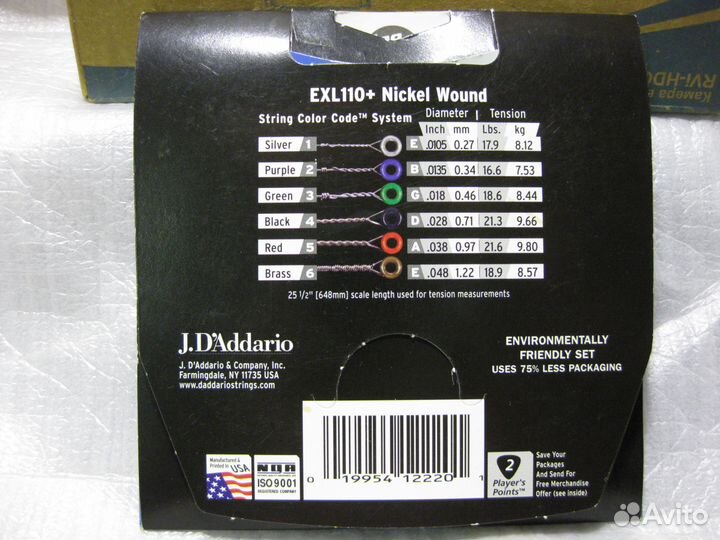 Камера в
RVi-HDC
EXL110+ Nickel Wound
String Color Code™ System Diameter Tension
Inch mm Lbs. kg
Silver 1 E .0105 0.27 17.9 8.12
Purple 2 B .0135 0.34 16.6 7.53
Green 3 G .018 0.46 18.6 8.44
Black 4 D .028 0.71 21.3 9.66
Red 5 A .038 0.97 21.6 9.80
Brass 6 E .048 1.22 18.9 8.57
25 1/2" [648mm] scale length used for tension measurements
J.D'Addario
J. D'Addario & Company, Inc.
Farmingdale, NY 11735 USA
www.daddariostrings.com
ENVIRONMENTALLY
FRIENDLY SET
USES 75% LESS PACKAGING
Manufactured &
Printed in USA
NQA
ISO 9001
REGISTERED COMPANY
0 19954 12220 1
2
Player's
Points™
Save Your
Packages
And Send For
Free Merchandise
Offer (see inside)
Avito